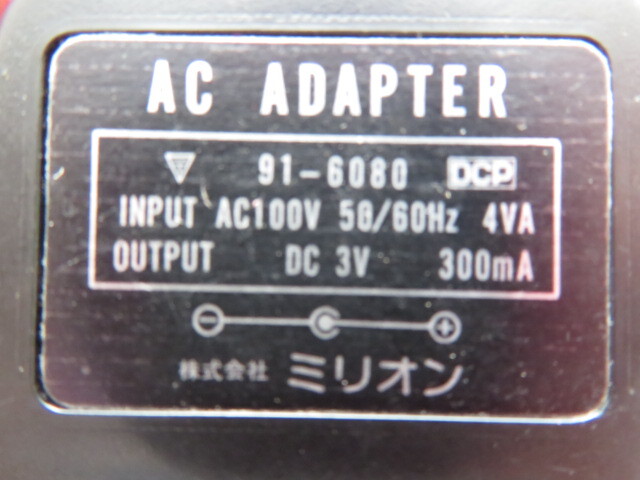 AC ADAPTER
91-6080 DCP
INPUT AC100V 50/60Hz 4VA
OUTPUT DC 3V 300mA
株式会社 ミリオン